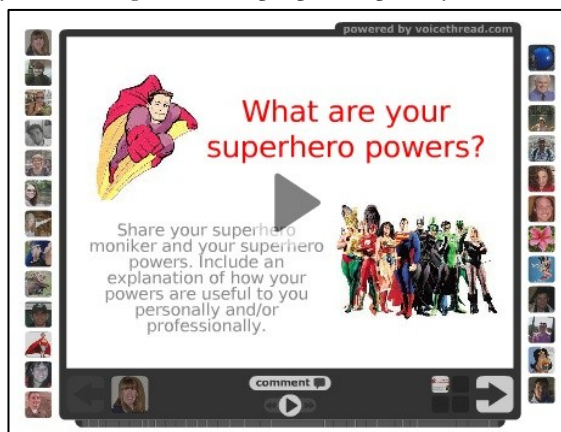 powered by voicethread.com
What are your
superhero powers?
Share your superhero
moniker and your superhero
powers. Include an
explanation of how your
powers are useful to you
personally and/or
professionally.
comment